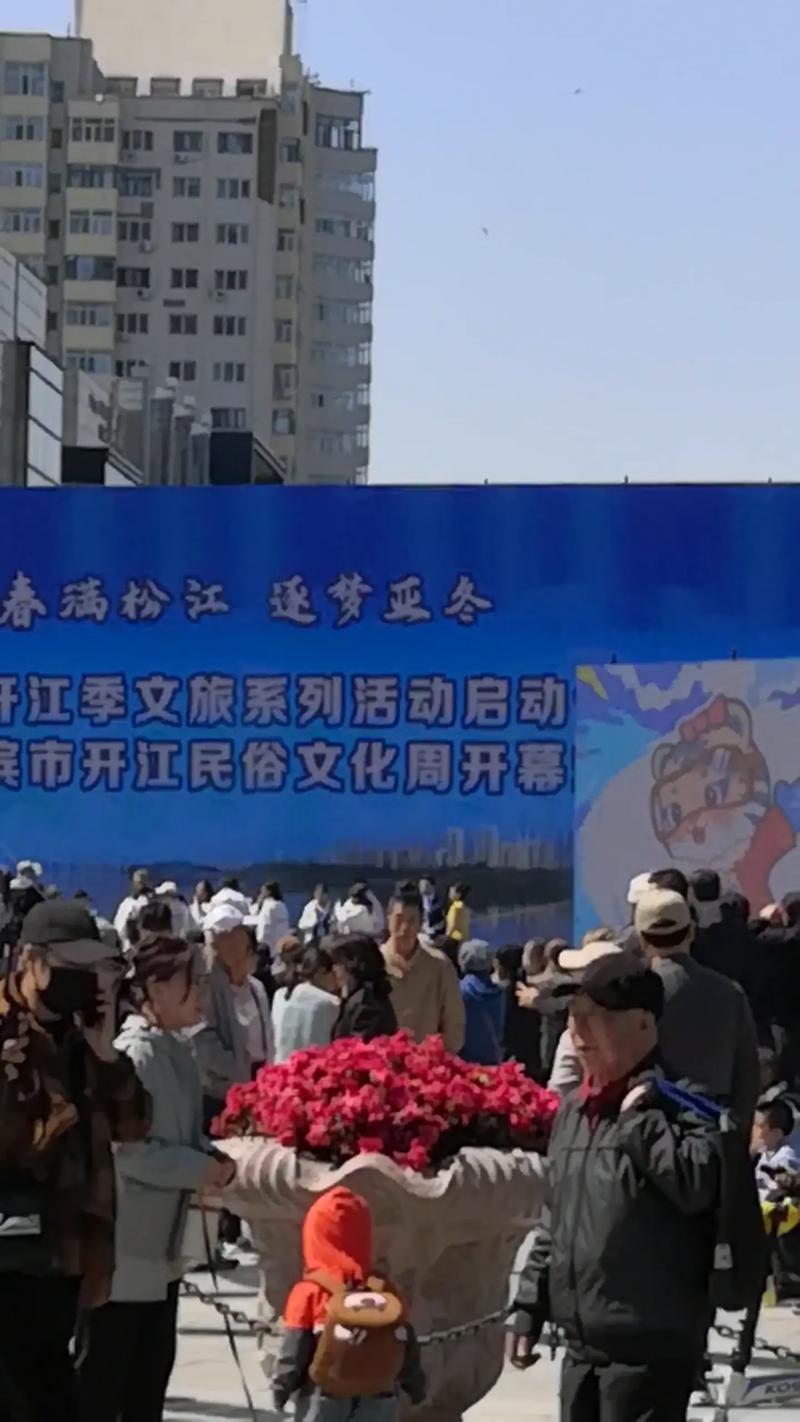 春满松江 逐梦亚冬
开江季文旅系列活动启动
滨市开江民俗文化周开幕